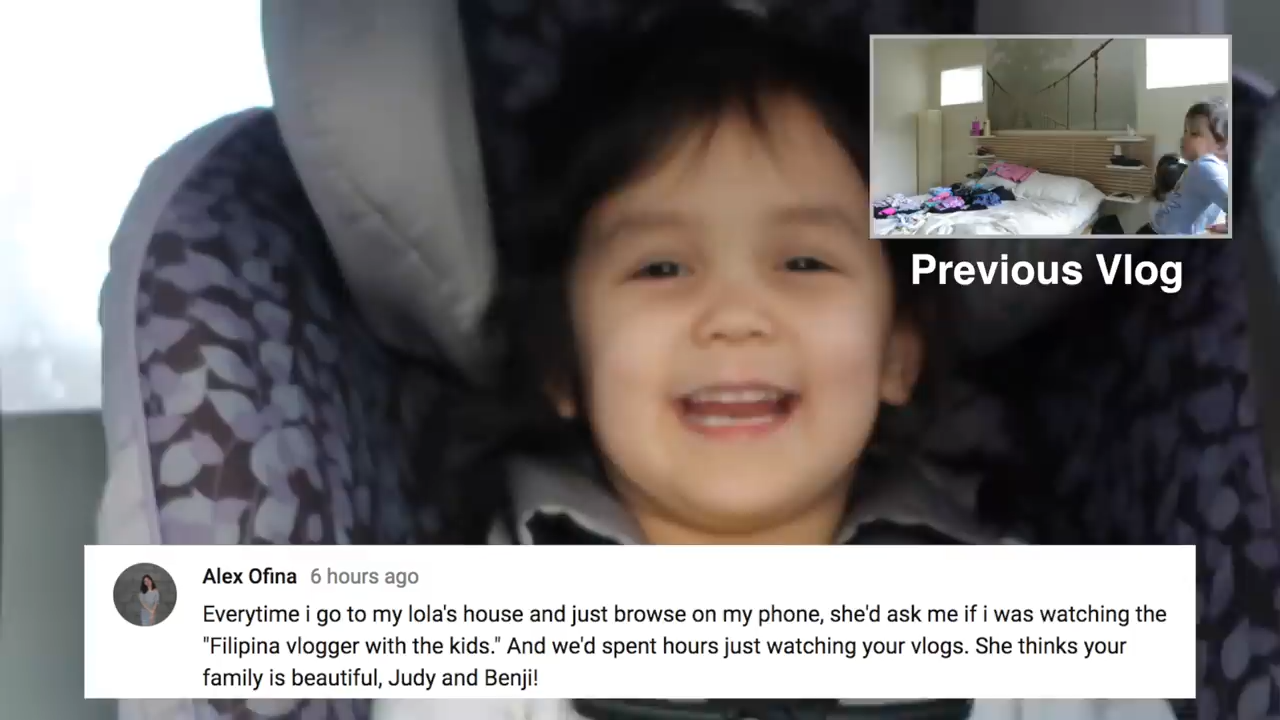 Previous Vlog
Alex Ofina 6 hours ago
Everytime i go to my lola's house and just browse on my phone, she'd ask me if i was watching the
"Filipina vlogger with the kids." And we'd spent hours just watching your vlogs. She thinks your
family is beautiful, Judy and Benji!